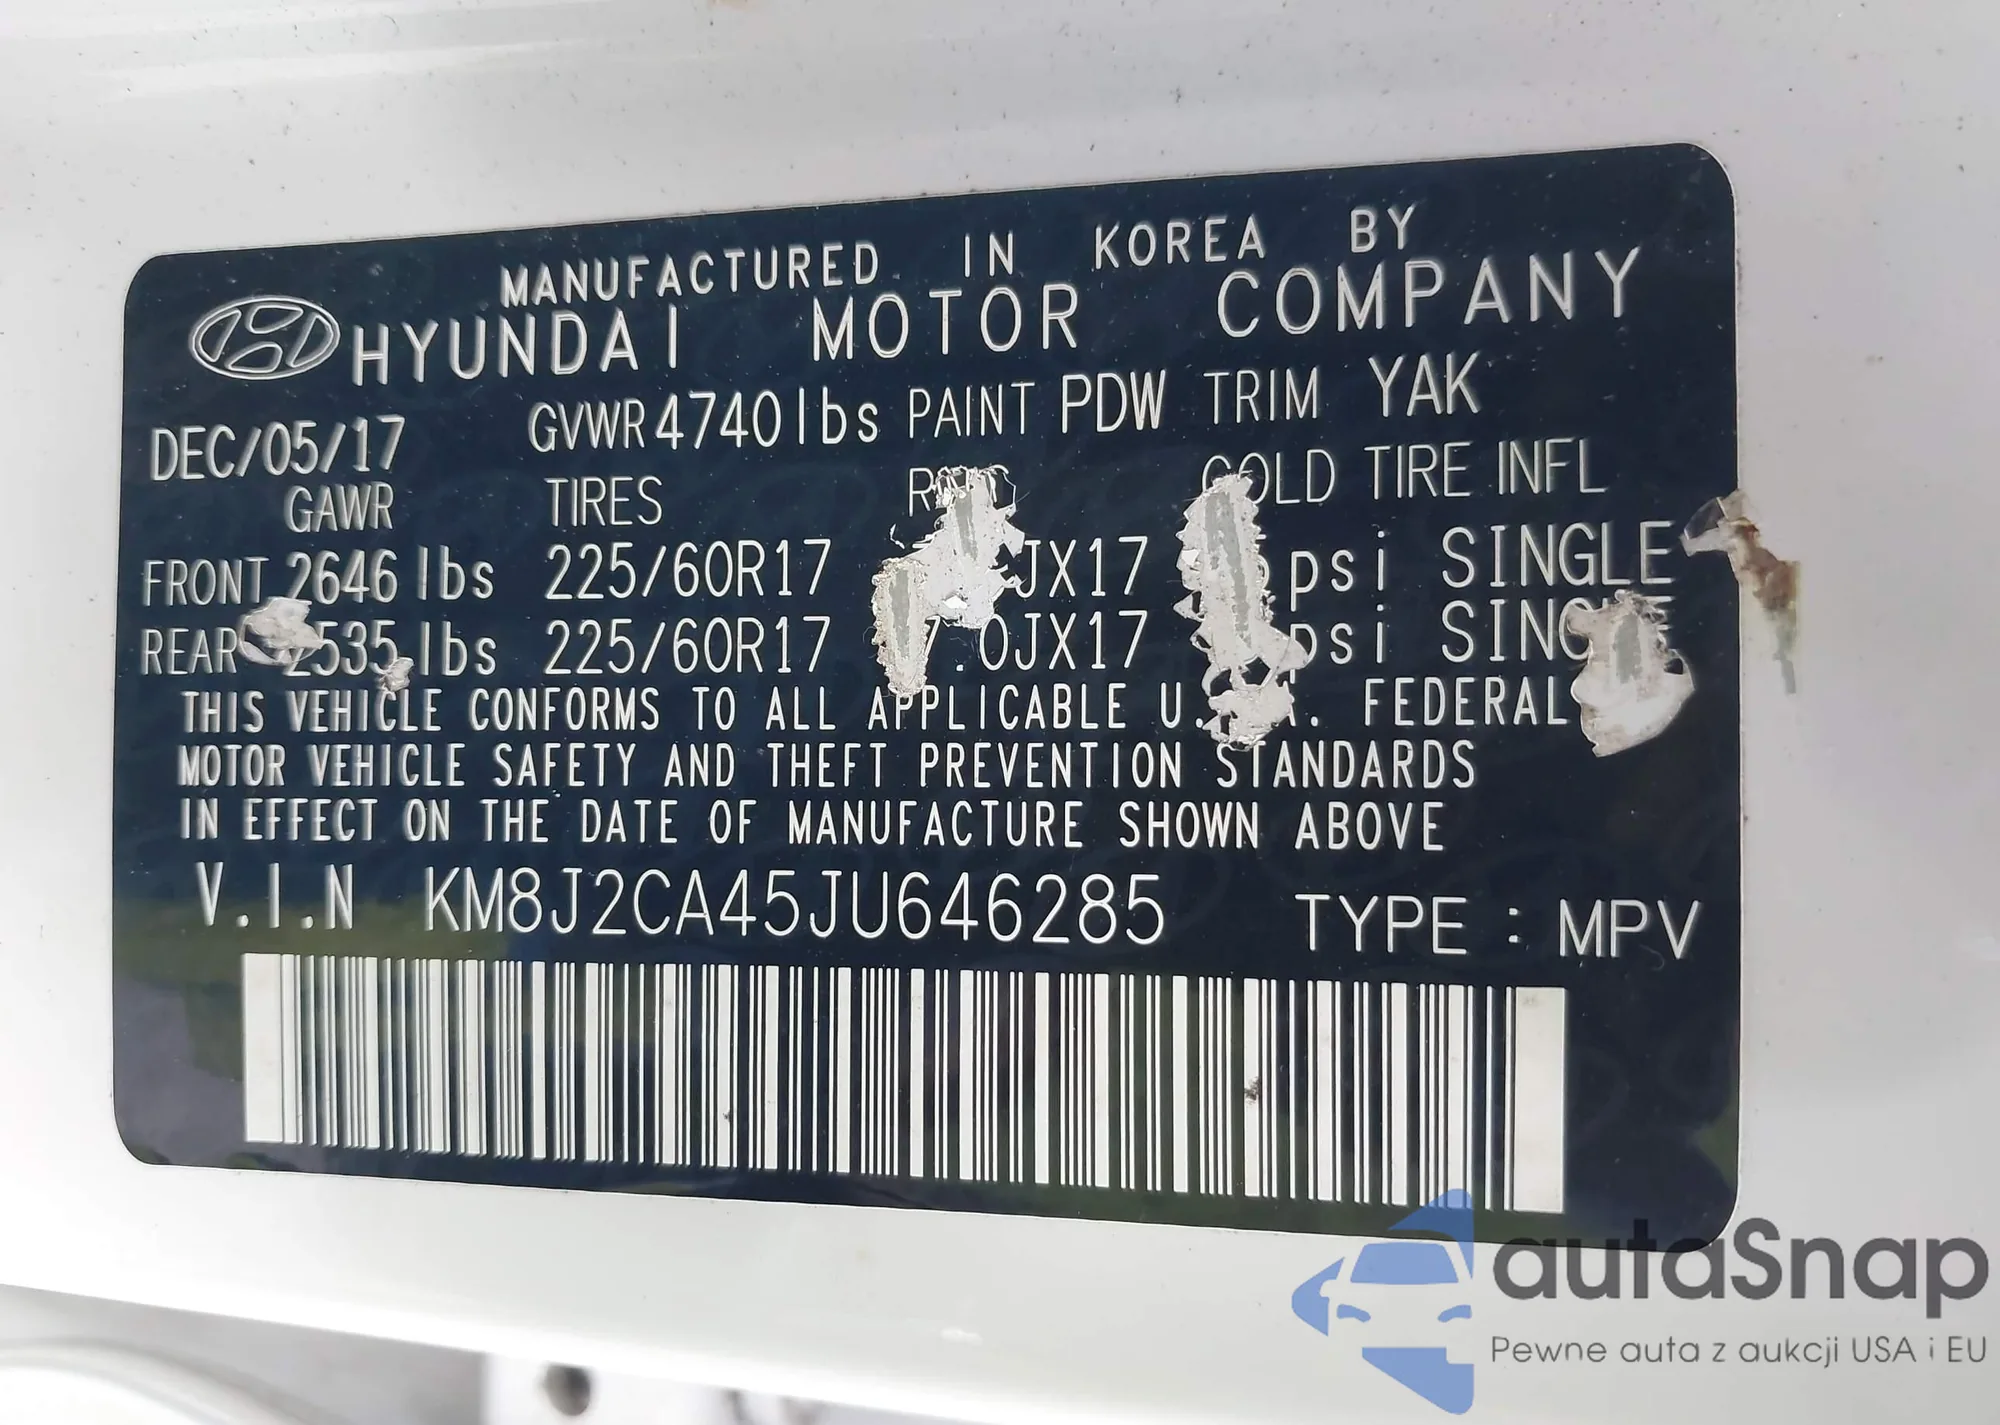 MANUFACTURED IN KOREA BY
HYUNDAI MOTOR COMPANY
DEC/05/17 GVWR 4740lbs PAINT PDW TRIM YAK
GAWR TIRES COLD TIRE INFL
FRONT 2646 lbs 225/60R17 JX17 psi SINGLE
REAR 2535 lbs 225/60R17 7.0JX17 psi SINGLE
THIS VEHICLE CONFORMS TO ALL APPLICABLE FEDERAL
MOTOR VEHICLE SAFETY AND THEFT PREVENTION STANDARDS
IN EFFECT ON THE DATE OF MANUFACTURE SHOWN ABOVE
V.I.N KM8J2CA45JU646285 TYPE : MPV
autaSnap
Pewne auta z aukcji USA i EU